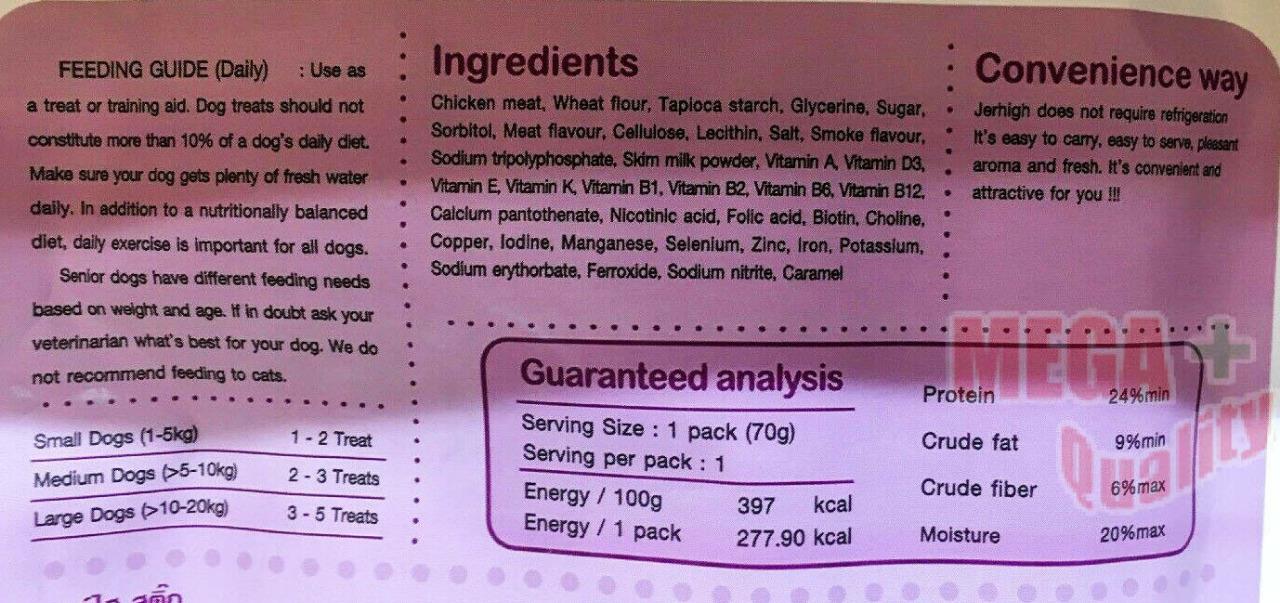 FEEDING GUIDE (Daily) : Use as
a treat or training aid. Dog treats should not
constitute more than 10% of a dog's daily diet.
Make sure your dog gets plenty of fresh water
daily. In addition to a nutritionally balanced
diet, daily exercise is important for all dogs.
Senior dogs have different feeding needs
based on weight and age. If in doubt ask your
veterinarian what's best for your dog. We do
not recommend feeding to cats.
Small Dogs (1-5kg) 1 - 2 Treat
Medium Dogs (>5-10kg) 2 - 3 Treats
Large Dogs (>10-20kg) 3 - 5 Treats
Ingredients
Chicken meat, Wheat flour, Tapioca starch, Glycerine, Sugar,
Sorbitol, Meat flavour, Cellulose, Lecithin, Salt, Smoke flavour,
Sodium tripolyphosphate, Skim milk powder, Vitamin A, Vitamin D3,
Vitamin E, Vitamin K, Vitamin B1, Vitamin B2, Vitamin B6, Vitamin B12,
Calcium pantothenate, Nicotinic acid, Folic acid, Biotin, Choline,
Copper, Iodine, Manganese, Selenium, Zinc, Iron, Potassium,
Sodium erythorbate, Ferroxide, Sodium nitrite, Caramel
Convenience way
Jerhigh does not require refrigeration
It's easy to carry, easy to serve, pleasant
aroma and fresh. It's convenient and
attractive for you !!!
Guaranteed analysis
Serving Size : 1 pack (70g)
Serving per pack : 1
Energy / 100g 397 kcal
Energy / 1 pack 277.90 kcal
Protein 24%min
Crude fat 9%min
Crude fiber 6%max
Moisture 20%max
MEGA +
Quality